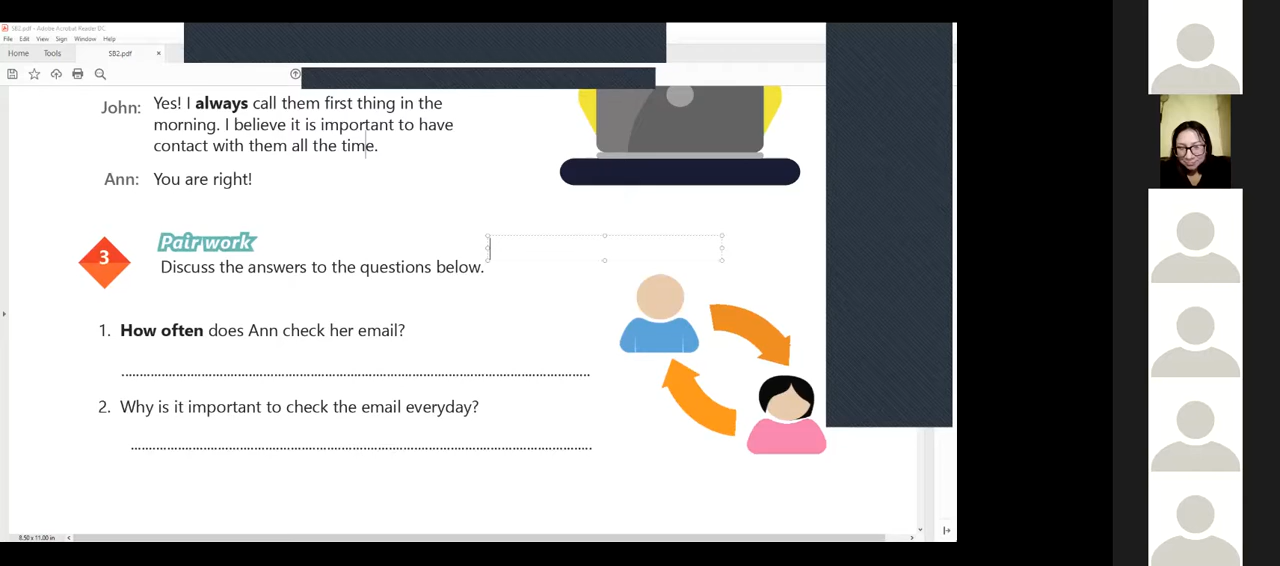 SB2.pdf - Adobe Acrobat Reader DC
File Edit View Sign Window Help
Home Tools SB2.pdf ×
John: Yes! I always call them first thing in the
morning. I believe it is important to have
contact with them all the time.
Ann: You are right!
3 Pair work
Discuss the answers to the questions below.
1. How often does Ann check her email?
2. Why is it important to check the email everyday?
8.50 x 11.00 in